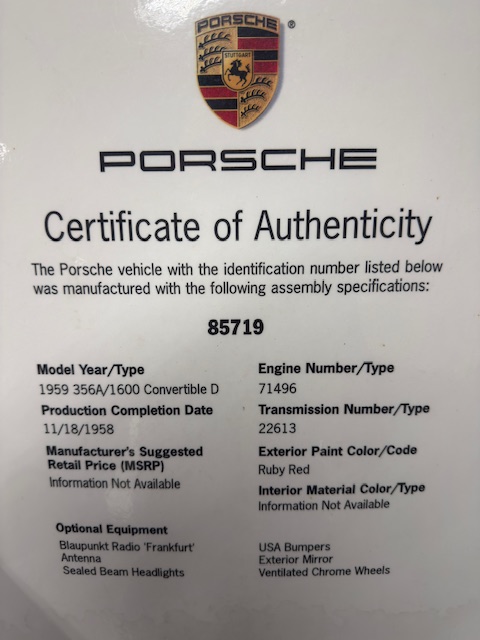 PORSCHE
STUTTGART
PORSCHE
Certificate of Authenticity
The Porsche vehicle with the identification number listed below
was manufactured with the following assembly specifications:
85719
Model Year/Type
1959 356A/1600 Convertible D
Production Completion Date
11/18/1958
Manufacturer's Suggested
Retail Price (MSRP)
Information Not Available
Engine Number/Type
71496
Transmission Number/Type
22613
Exterior Paint Color/Code
Ruby Red
Interior Material Color/Type
Information Not Available
Optional Equipment
Blaupunkt Radio 'Frankfurt'
Antenna
Sealed Beam Headlights
USA Bumpers
Exterior Mirror
Ventilated Chrome Wheels